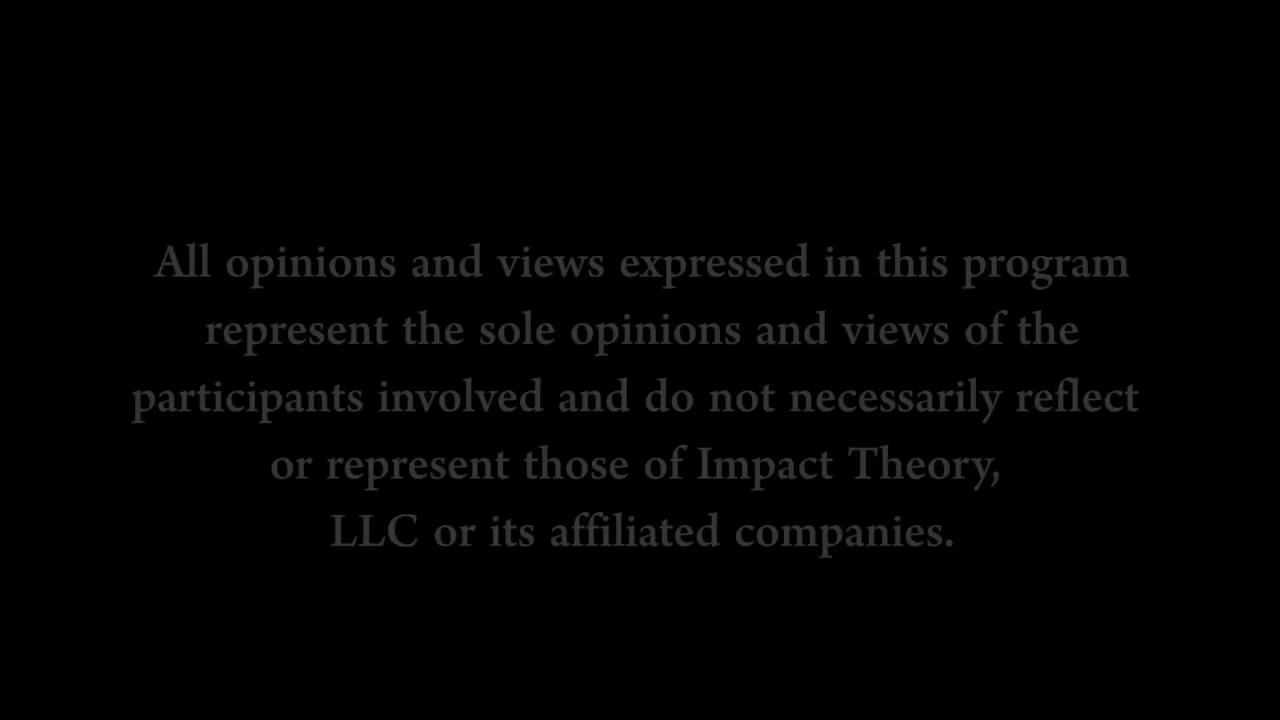 All opinions and views expressed in this program
represent the sole opinions and views of the
participants involved and do not necessarily reflect
or represent those of Impact Theory,
LLC or its affiliated companies.